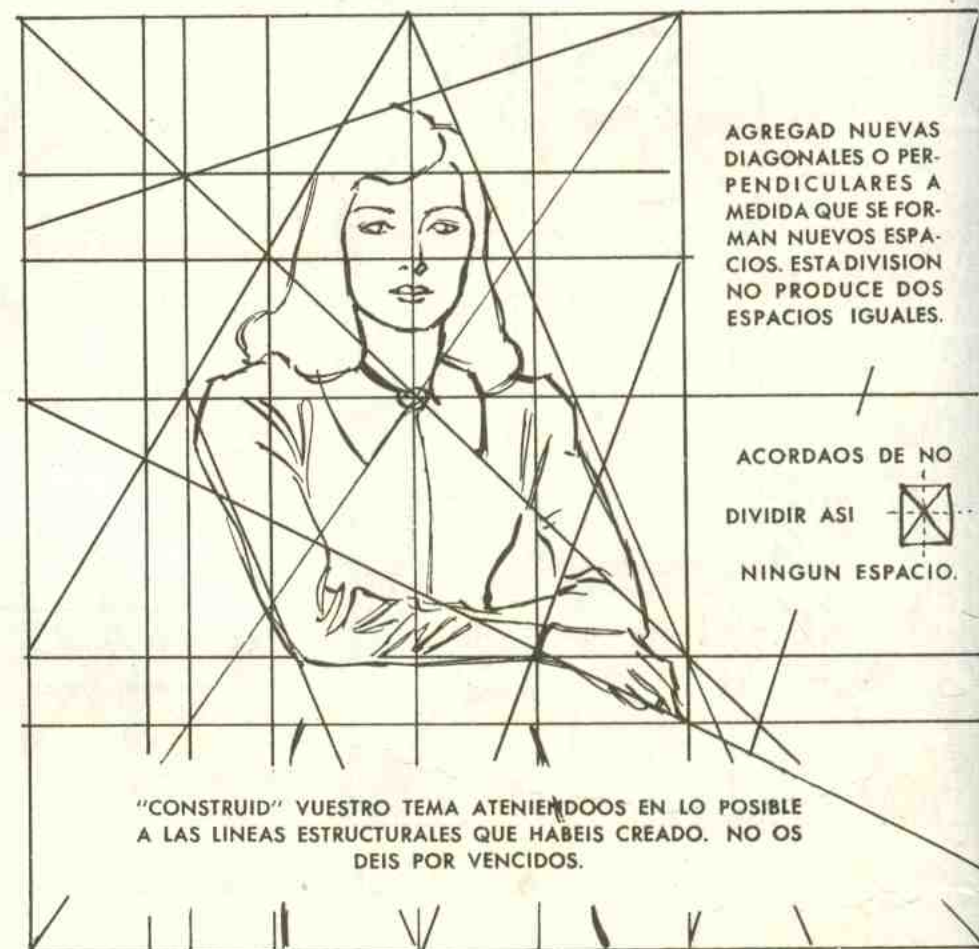 AGREGAD NUEVAS
DIAGONALES O PER-
PENDICULARES A
MEDIDA QUE SE FOR-
MAN NUEVOS ESPA-
CIOS. ESTA DIVISION
NO PRODUCE DOS
ESPACIOS IGUALES.
ACORDAOS DE NO
DIVIDIR ASI
NINGUN ESPACIO.
"CONSTRUID" VUESTRO TEMA ATENIENDOOS EN LO POSIBLE
A LAS LINEAS ESTRUCTURALES QUE HABEIS CREADO. NO OS
DEIS POR VENCIDOS.